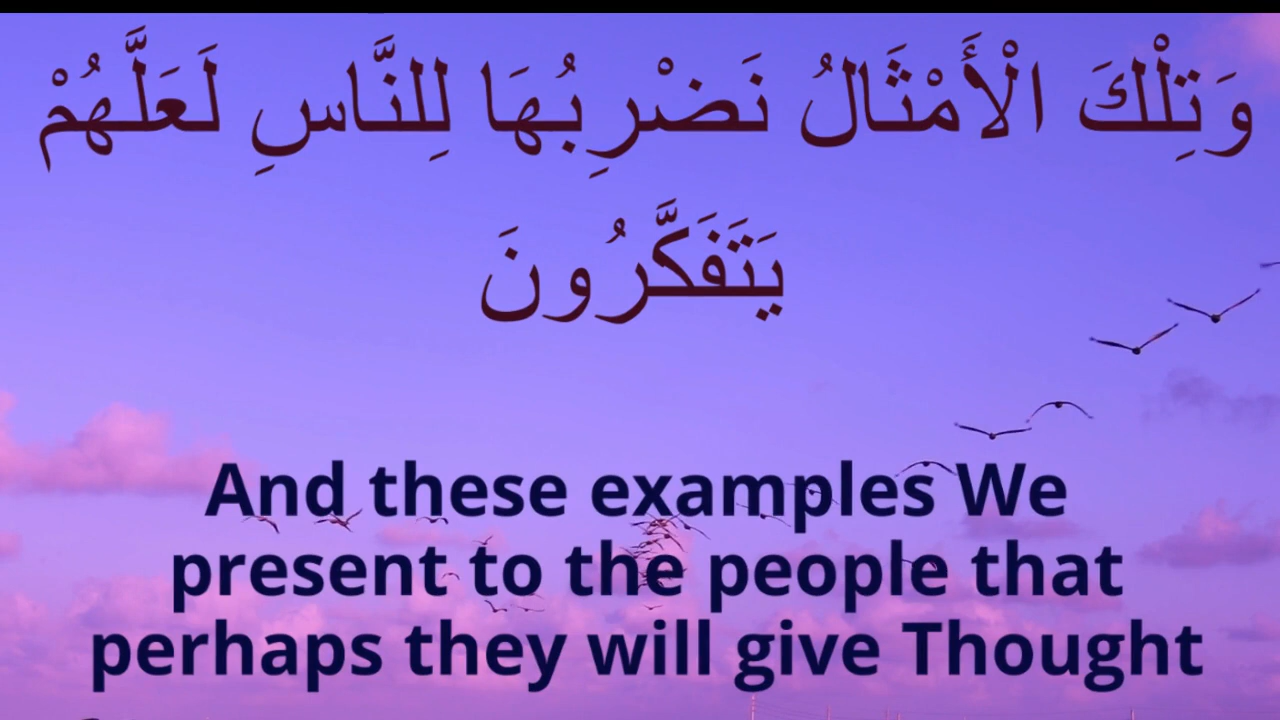 وَتِلْكَ الْأَمْثَالُ نَضْرِبُهَا لِلنَّاسِ لَعَلَّهُمْ
يَتَفَكَّرُونَ
And these examples We
present to the people that
perhaps they will give Thought